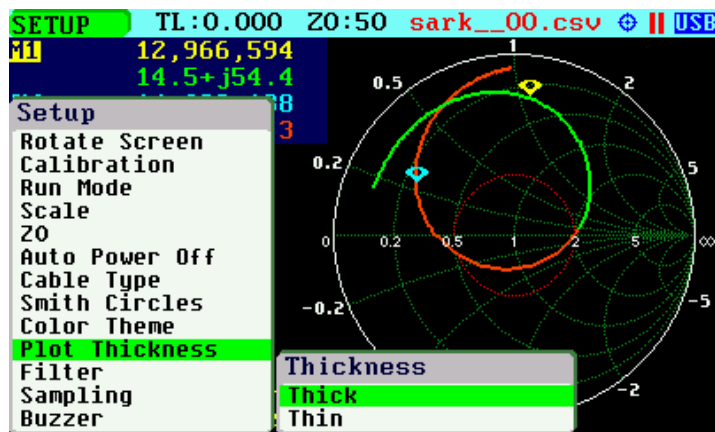 SETUP TL:0.000 Z0:50 sark__00.csv USB
M1 12,966,594
14.5+j54.4
8
3
Setup
Rotate Screen
Calibration
Run Mode
Scale
Z0
Auto Power Off
Cable Type
Smith Circles
Color Theme
Plot Thickness
Filter
Sampling
Buzzer
Thickness
Thick
Thin
1
0.5
2
0.2
5
0 0.2 0.5 1 2 5 ∞
-0.2
-5
-2